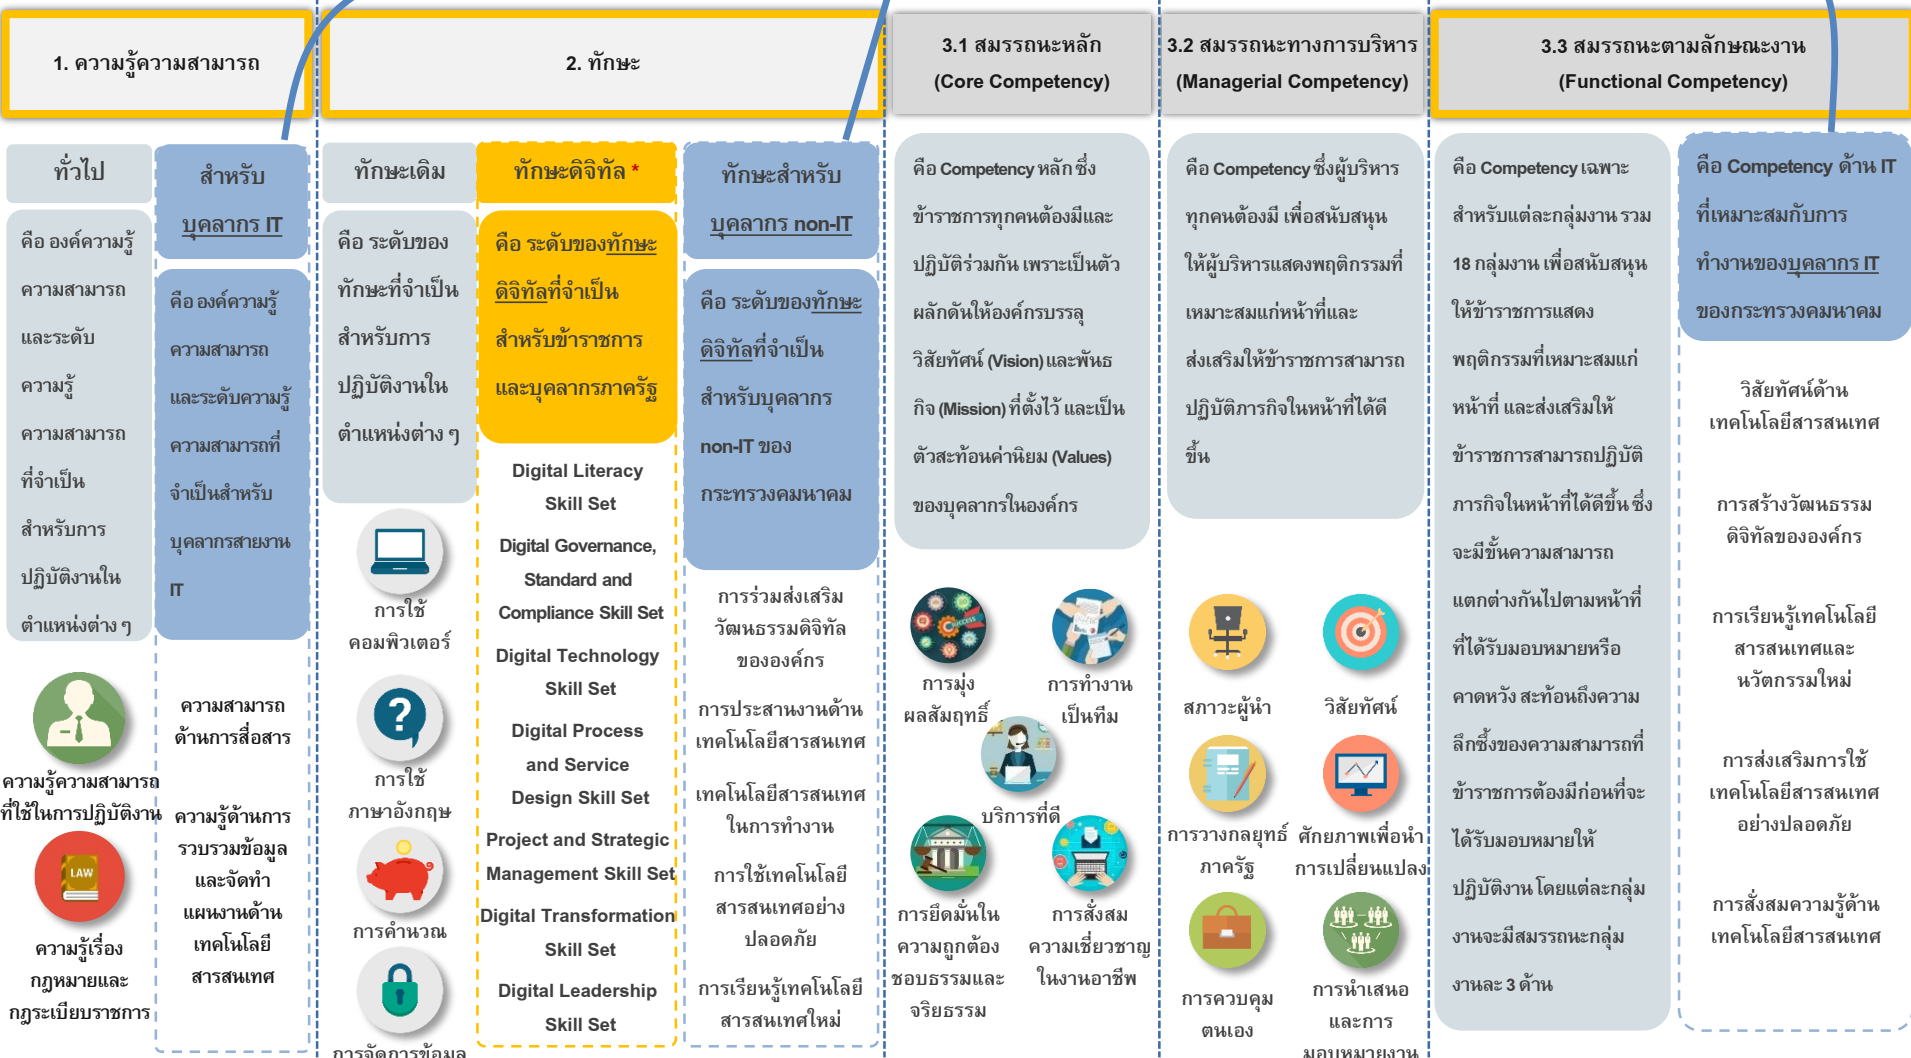 1. ความรู้ความสามารถ
ทั่วไป
คือ องค์ความรู้
ความสามารถ
และระดับ
ความรู้
ความสามารถ
ที่จำเป็น
สำหรับการ
ปฏิบัติงานใน
ตำแหน่งต่าง ๆ
ความรู้ความสามารถ
ที่ใช้ในการปฏิบัติงาน
LAW
ความรู้เรื่อง
กฎหมายและ
กฎระเบียบราชการ
สำหรับ
บุคลากร IT
คือ องค์ความรู้
ความสามารถ
และระดับความรู้
ความสามารถที่
จำเป็นสำหรับ
บุคลากรสายงาน
IT
ความสามารถ
ด้านการสื่อสาร
ความรู้ด้านการ
รวบรวมข้อมูล
และจัดทำ
แผนงานด้าน
เทคโนโลยี
สารสนเทศ
2. ทักษะ
ทักษะเดิม
คือ ระดับของ
ทักษะที่จำเป็น
สำหรับการ
ปฏิบัติงานใน
ตำแหน่งต่าง ๆ
การใช้
คอมพิวเตอร์
?
การใช้
ภาษาอังกฤษ
การคำนวณ
การจัดการข้อมูล
ทักษะดิจิทัล *
คือ ระดับของทักษะ
ดิจิทัลที่จำเป็น
สำหรับข้าราชการ
และบุคลากรภาครัฐ
Digital Literacy
Skill Set
Digital Governance,
Standard and
Compliance Skill Set
Digital Technology
Skill Set
Digital Process
and Service
Design Skill Set
Project and Strategic
Management Skill Set
Digital Transformation
Skill Set
Digital Leadership
Skill Set
ทักษะสำหรับ
บุคลากร non-IT
คือ ระดับของทักษะ
ดิจิทัลที่จำเป็น
สำหรับบุคลากร
non-IT ของ
กระทรวงคมนาคม
การร่วมส่งเสริม
วัฒนธรรมดิจิทัล
ขององค์กร
การประสานงานด้าน
เทคโนโลยีสารสนเทศ
เทคโนโลยีสารสนเทศ
ในการทำงาน
การใช้เทคโนโลยี
สารสนเทศอย่าง
ปลอดภัย
การเรียนรู้เทคโนโลยี
สารสนเทศใหม่
3.1 สมรรถนะหลัก
(Core Competency)
คือ Competency หลัก ซึ่ง
ข้าราชการทุกคนต้องมีและ
ปฏิบัติร่วมกัน เพราะเป็นตัว
ผลักดันให้องค์กรบรรลุ
วิสัยทัศน์ (Vision) และพันธ
กิจ (Mission) ที่ตั้งไว้ และเป็น
ตัวสะท้อนค่านิยม (Values)
ของบุคลากรในองค์กร
SUCCESS
การมุ่ง
ผลสัมฤทธิ์
การทำงาน
เป็นทีม
บริการที่ดี
การยึดมั่นใน
ความถูกต้อง
ชอบธรรมและ
จริยธรรม
การสั่งสม
ความเชี่ยวชาญ
ในงานอาชีพ
3.2 สมรรถนะทางการบริหาร
(Managerial Competency)
คือ Competency ซึ่งผู้บริหาร
ทุกคนต้องมี เพื่อสนับสนุน
ให้ผู้บริหารแสดงพฤติกรรมที่
เหมาะสมแก่หน้าที่และ
ส่งเสริมให้ข้าราชการสามารถ
ปฏิบัติภารกิจในหน้าที่ได้ดี
ขึ้น
สภาวะผู้นำ
วิสัยทัศน์
การวางกลยุทธ์
ภาครัฐ
ศักยภาพเพื่อนำ
การเปลี่ยนแปลง
การควบคุม
ตนเอง
การนำเสนอ
และการ
มอบหมายงาน
3.3 สมรรถนะตามลักษณะงาน
(Functional Competency)
คือ Competency เฉพาะ
สำหรับแต่ละกลุ่มงาน รวม
18 กลุ่มงาน เพื่อสนับสนุน
ให้ข้าราชการแสดง
พฤติกรรมที่เหมาะสมแก่
หน้าที่ และส่งเสริมให้
ข้าราชการสามารถปฏิบัติ
ภารกิจในหน้าที่ได้ดีขึ้น ซึ่ง
จะมีขั้นความสามารถ
แตกต่างกันไปตามหน้าที่
ที่ได้รับมอบหมายหรือ
คาดหวัง สะท้อนถึงความ
ลึกซึ้งของความสามารถที่
ข้าราชการต้องมีก่อนที่จะ
ได้รับมอบหมายให้
ปฏิบัติงาน โดยแต่ละกลุ่ม
งานจะมีสมรรถนะกลุ่ม
งานละ 3 ด้าน
คือ Competency ด้าน IT
ที่เหมาะสมกับการ
ทำงานของบุคลากร IT
ของกระทรวงคมนาคม
วิสัยทัศน์ด้าน
เทคโนโลยีสารสนเทศ
การสร้างวัฒนธรรม
ดิจิทัลขององค์กร
การเรียนรู้เทคโนโลยี
สารสนเทศและ
นวัตกรรมใหม่
การส่งเสริมการใช้
เทคโนโลยีสารสนเทศ
อย่างปลอดภัย
การสั่งสมความรู้ด้าน
เทคโนโลยีสารสนเทศ